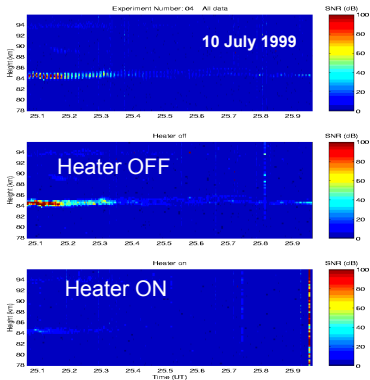 Experiment Number: 04 All data
SNR (dB)
10 July 1999
Height (km)
94
92
90
88
86
84
82
80
78
25.1 25.2 25.3 25.4 25.5 25.6 25.7 25.8 25.9
100
80
60
40
20
0
Heater off
SNR (dB)
Heater OFF
Height (km)
94
92
90
88
86
84
82
80
78
25.1 25.2 25.3 25.4 25.5 25.6 25.7 25.8 25.9
100
80
60
40
20
0
Heater on
SNR (dB)
Heater ON
Height (km)
94
92
90
88
86
84
82
80
78
25.1 25.2 25.3 25.4 25.5 25.6 25.7 25.8 25.9
Time (UT)
100
80
60
40
20
0